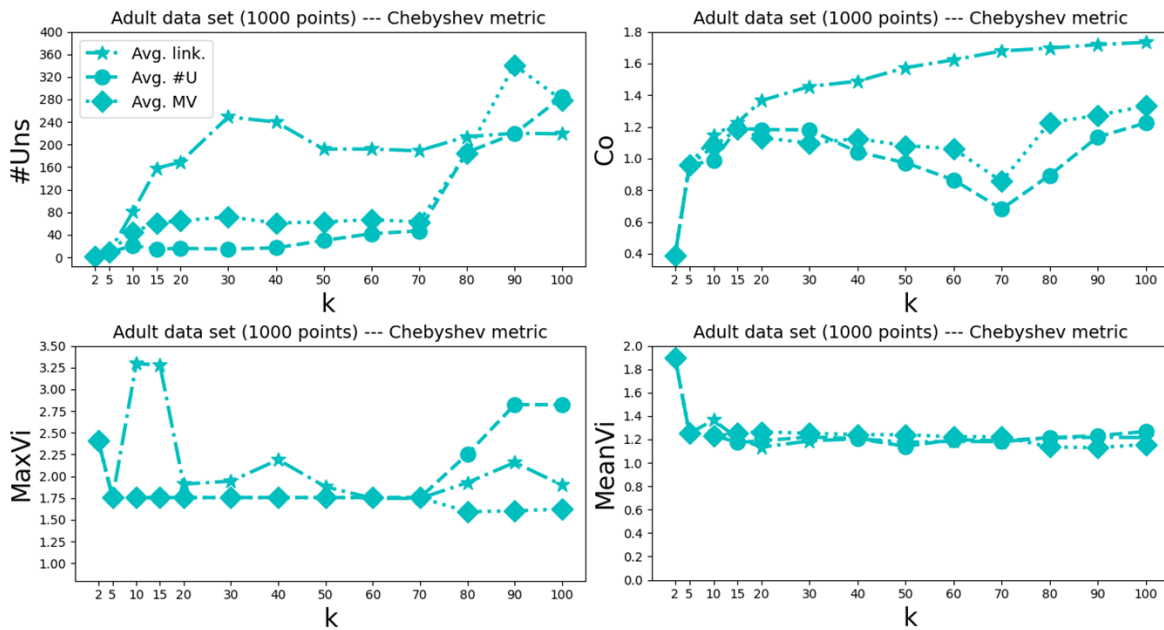 Adult data set (1000 points) --- Chebyshev metric
400
360
320
280
240
200
160
120
80
40
0
#Uns
Avg. link.
Avg. #U
Avg. MV
2 5 10 15 20 30 40 50 60 70 80 90 100
k
Adult data set (1000 points) --- Chebyshev metric
1.8
1.6
1.4
1.2
1.0
0.8
0.6
0.4
Co
2 5 10 15 20 30 40 50 60 70 80 90 100
k
Adult data set (1000 points) --- Chebyshev metric
3.50
3.25
3.00
2.75
2.50
2.25
2.00
1.75
1.50
1.25
1.00
MaxVi
2 5 10 15 20 30 40 50 60 70 80 90 100
k
Adult data set (1000 points) --- Chebyshev metric
2.0
1.8
1.6
1.4
1.2
1.0
0.8
0.6
0.4
0.2
0.0
MeanVi
2 5 10 15 20 30 40 50 60 70 80 90 100
k